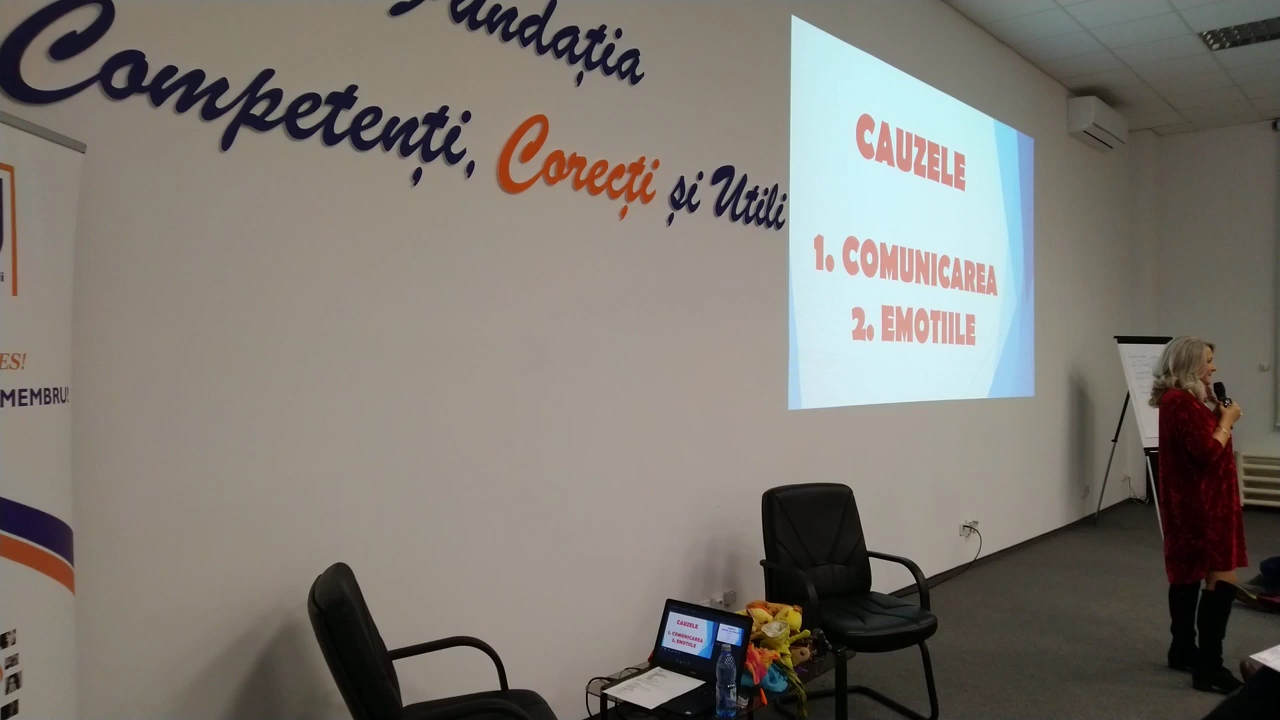 Fundația
Competenți, Corecți și Utili
CAUZELE
1. COMUNICAREA
2. EMOTIILE
ES!
MEMBRU!
CAUZELE
1. COMUNICAREA
2. EMOTIILE